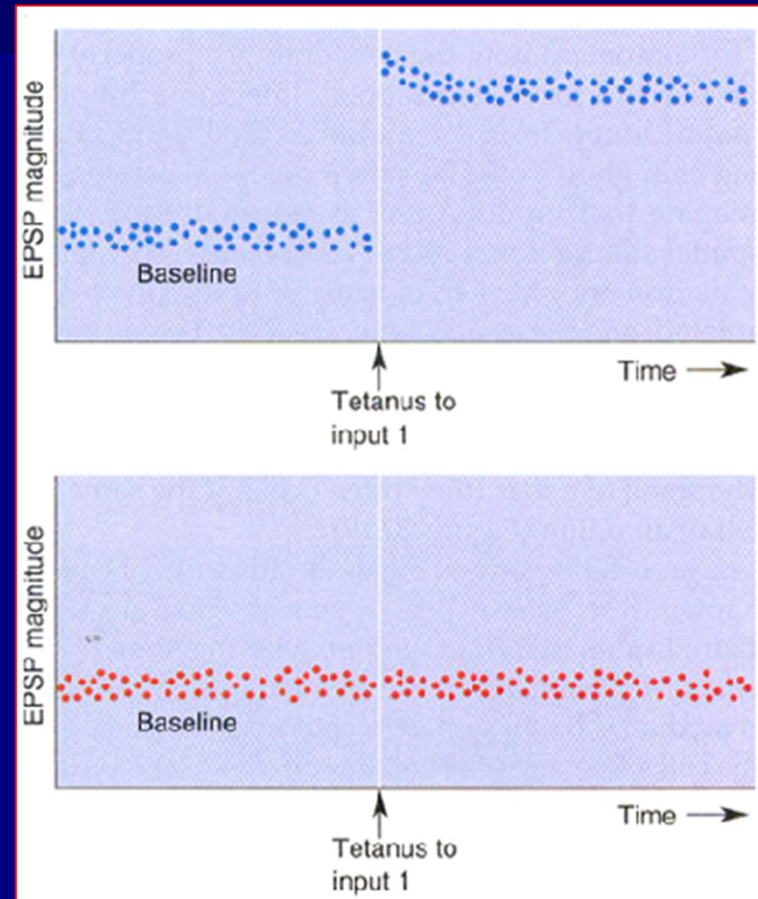 EPSP magnitude
Baseline
Time
Tetanus to
input 1
EPSP magnitude
Baseline
Time
Tetanus to
input 1